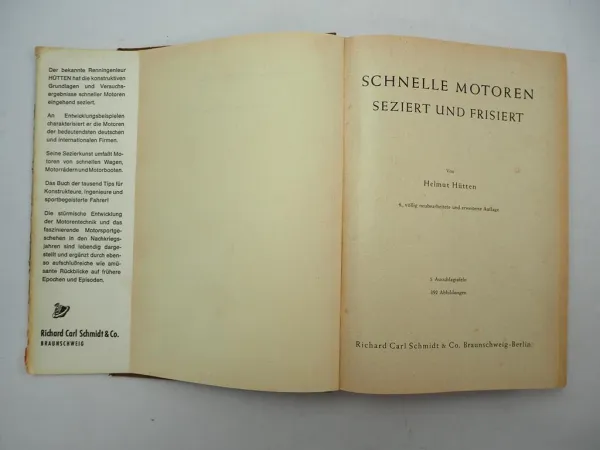 Der bekannte Renningenieur
HÜTTEN hat die konstruktiven
Grundlagen und Versuchs-
ergebnisse schneller Motoren
eingehend seziert.
An Entwicklungsbeispielen
charakterisiert er die Motoren
der bedeutendsten deutschen
und internationalen Firmen.
Seine Sezierkunst umfaßt Mo-
toren von schnellen Wagen,
Motorrädern und Motorbooten.
Das Buch der tausend Tips für
Konstrukteure, Ingenieure und
sportbegeisterte Fahrer!
Die stürmische Entwicklung
der Motorentechnik und das
faszinierende Motorsportge-
schehen in den Nachkriegs-
jahren sind lebendig darge-
stellt und ergänzt durch eben-
so aufschlußreiche wie amü-
sante Rückblicke auf frühere
Epochen und Episoden.
Richard Carl Schmidt & Co.
BRAUNSCHWEIG
SCHNELLE MOTOREN
SEZIERT UND FRISIERT
Von
Helmut Hütten
6., völlig neubearbeitete und erweiterte Auflage
Abbildungen
Richard Carl Schmidt & Co. Braunschweig-Berlin